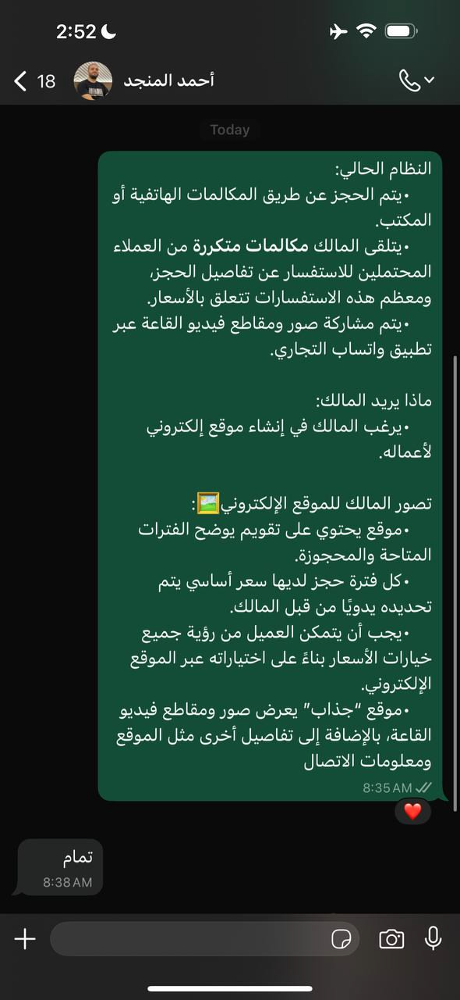 2:52
18
أحمد المنجد
Today
النظام الحالي:
•يتم الحجز عن طريق المكالمات الهاتفية أو
المكتب.
•يتلقى المالك مكالمات متكررة من العملاء
المحتملين للاستفسار عن تفاصيل الحجز،
ومعظم هذه الاستفسارات تتعلق بالأسعار.
•يتم مشاركة صور ومقاطع فيديو القاعة عبر
تطبيق واتساب التجاري.
ماذا يريد المالك:
•يرغب المالك في إنشاء موقع إلكتروني
لأعماله.
تصور المالك للموقع الإلكتروني🖼️:
•موقع يحتوي على تقويم يوضح الفترات
المتاحة والمحجوزة.
•كل فترة حجز لديها سعر أساسي يتم
تحديده يدويًا من قبل المالك.
•يجب أن يتمكن العميل من رؤية جميع
خيارات الأسعار بناءً على اختياراته عبر الموقع
الإلكتروني.
•موقع “جذاب” يعرض صور ومقاطع فيديو
القاعة، بالإضافة إلى تفاصيل أخرى مثل الموقع
ومعلومات الاتصال
8:35 AM
تمام
8:38 AM